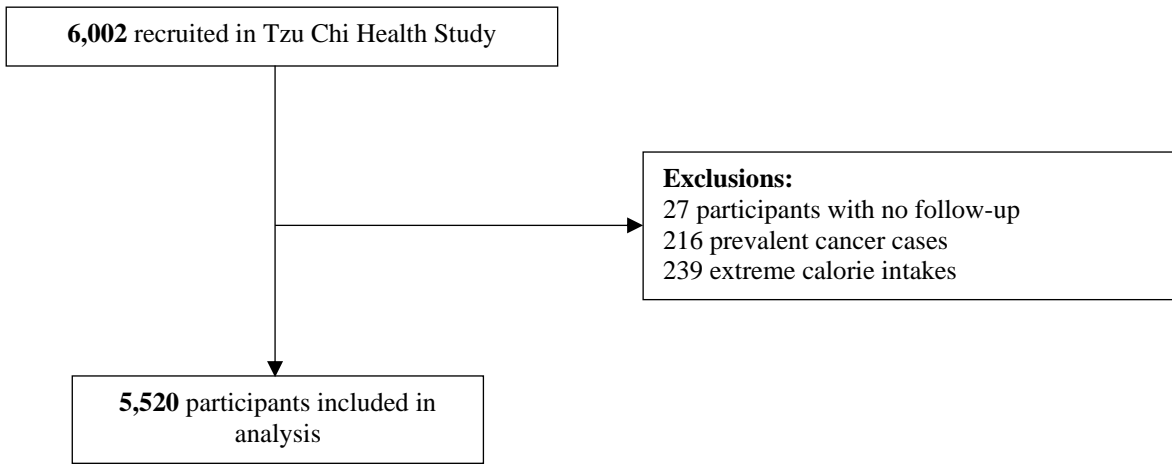 6,002 recruited in Tzu Chi Health Study
Exclusions:
27 participants with no follow-up
216 prevalent cancer cases
239 extreme calorie intakes
5,520 participants included in
analysis